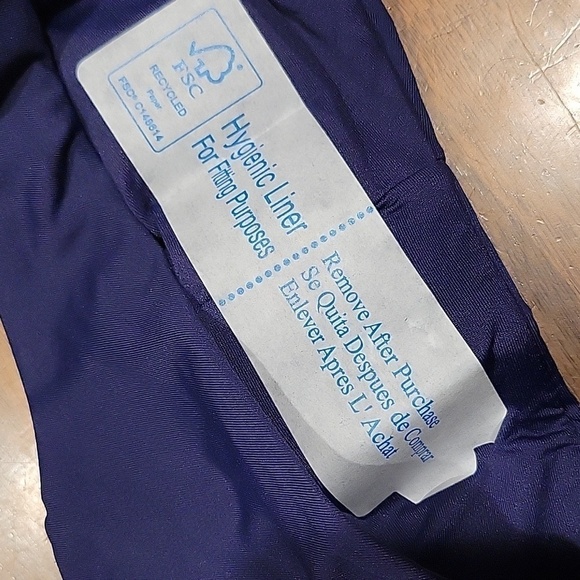 FSC
RECYCLED
Paper
FSC® C148614
Hygienic Liner
For Fitting Purposes
Remove After Purchase
Se Quita Despues de Comprar
Enlever Apres L' Achat